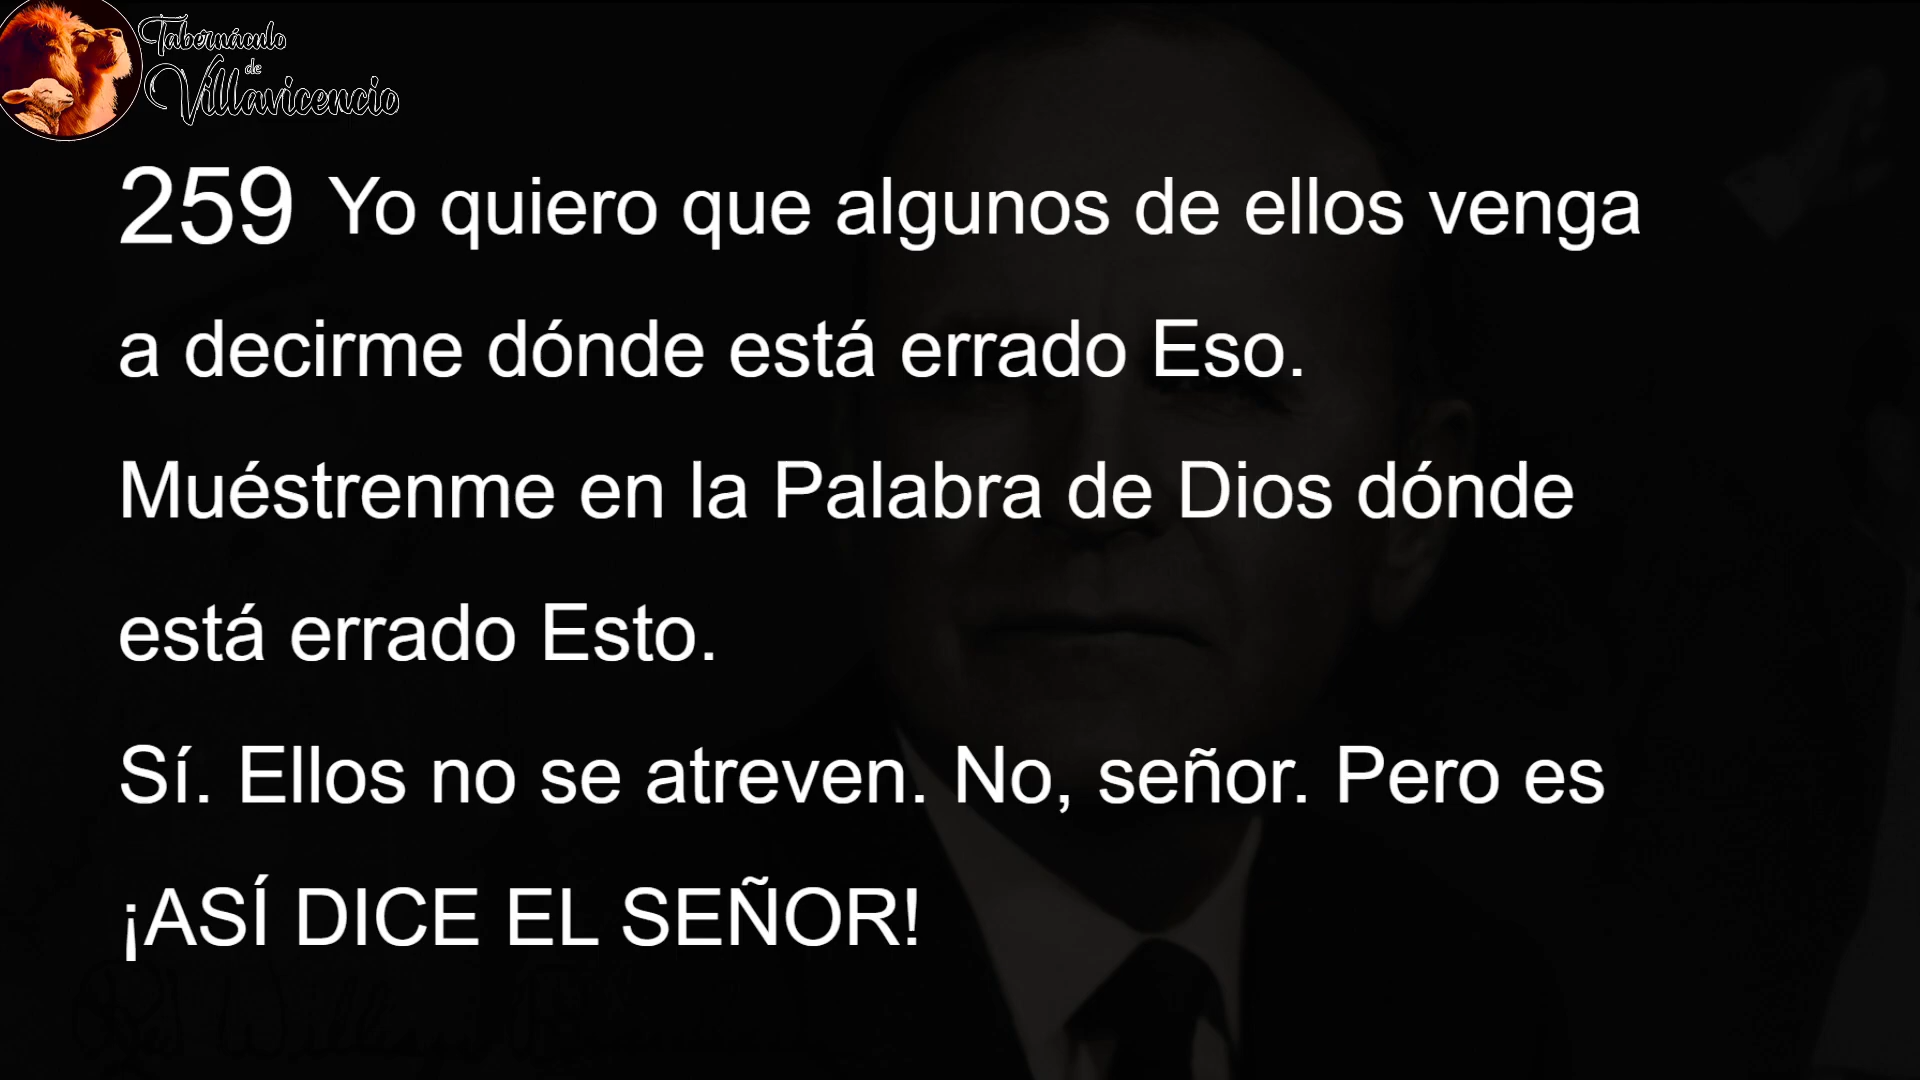 Tabernáculo
de
Villavicencio
259 Yo quiero que algunos de ellos venga
a decirme dónde está errado Eso.
Muéstrenme en la Palabra de Dios dónde
está errado Esto.
Sí. Ellos no se atreven. No, señor. Pero es
¡ASÍ DICE EL SEÑOR!